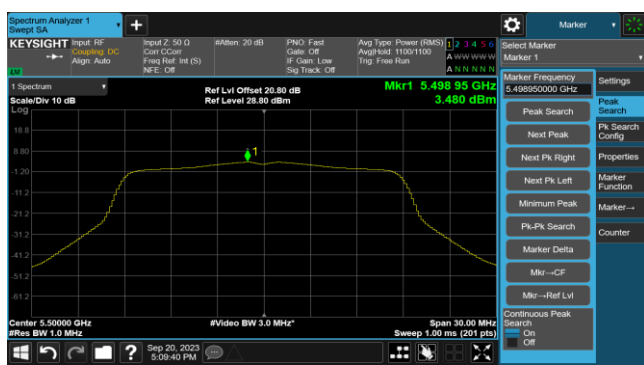 Spectrum Analyzer 1
Swept SA
+
Marker
KEYSIGHT
Input: RF
Coupling: DC
Align: Auto
Input Z: 50 Ω
Corr CCorr
Freq Ref: Int (S)
NFE: Off
#Atten: 20 dB
PNO: Fast
Gate: Off
IF Gain: Low
Sig Track: Off
Avg Type: Power (RMS)
Avg|Hold: 1100/1100
Trig: Free Run
1 2 3 4 5 6
A W W W W W
A N N N N N
Select Marker
Marker 1
1 Spectrum
Scale/Div 10 dB
Log
Ref Lvl Offset 20.80 dB
Ref Level 28.80 dBm
Mkr1 5.498 95 GHz
3.480 dBm
18.8
8.80
-1.20
-11.2
-21.2
-31.2
-41.2
-51.2
-61.2
1
Center 5.50000 GHz
#Res BW 1.0 MHz
#Video BW 3.0 MHz*
Span 30.00 MHz
Sweep 1.00 ms (201 pts)
Marker Frequency
5.498950000 GHz
Peak Search
Next Peak
Next Pk Right
Next Pk Left
Minimum Peak
Pk-Pk Search
Marker Delta
Mkr→CF
Mkr→Ref Lvl
Continuous Peak
Search
On
Off
Settings
Peak
Search
Pk Search
Config
Properties
Marker
Function
Marker→
Counter
?
Sep 20, 2023
5:09:40 PM